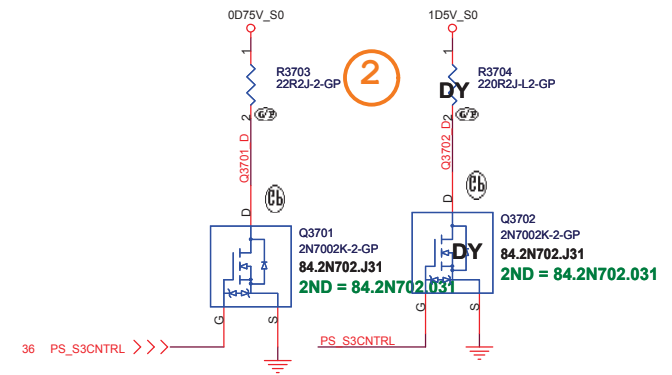 0D75V_S0
1D5V_S0
1
R3703
22R2J-2-GP
2
1
R3704
220R2J-L2-GP
DY
2
G/P
2
G/P
Q3701_D
Q3702_D
D
D
Q3701
2N7002K-2-GP
84.2N702.J31
2ND = 84.2N702.031
Q3702
2N7002K-2-GP
84.2N702.J31
2ND = 84.2N702.031
DY
G
S
G
S
36 PS_S3CNTRL
PS_S3CNTRL